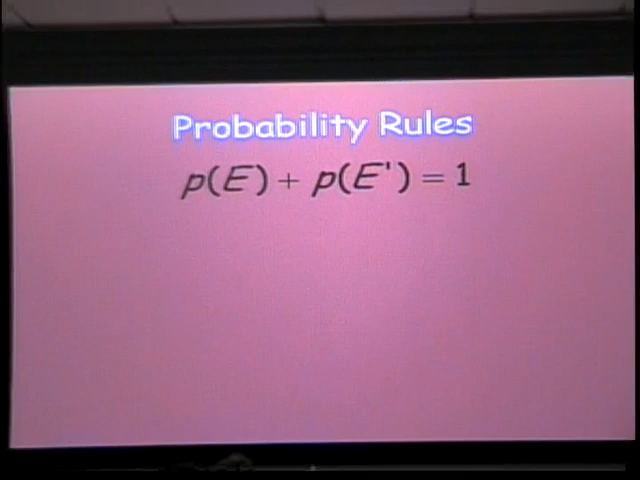 Probability Rules
p(E) + p(E') = 1